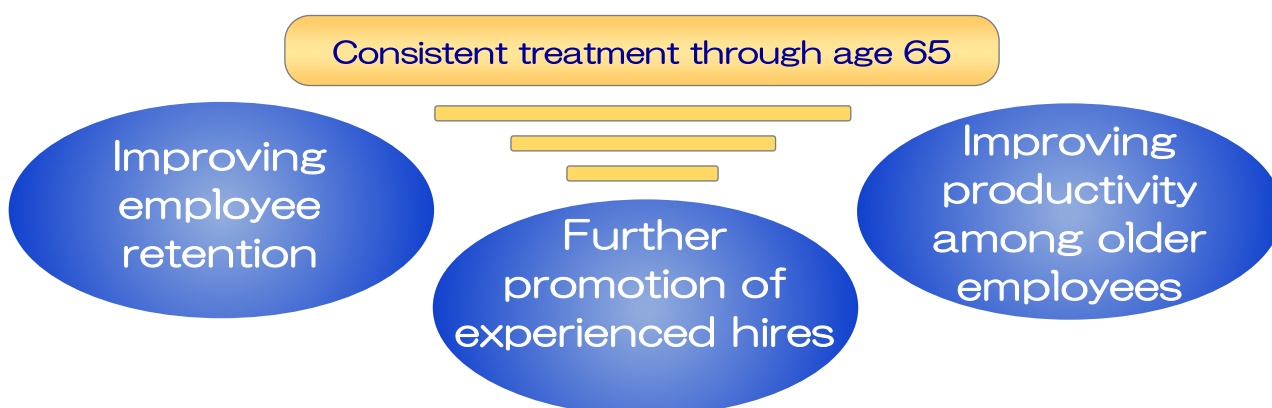 Consistent treatment through age 65
Improving
employee
retention
Further
promotion of
experienced hires
Improving
productivity
among older
employees